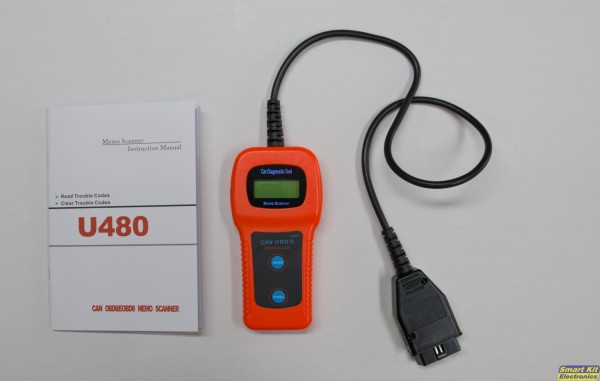 Memo Scanner
Instruction Manual
Read Trouble Codes
Clear Trouble Codes
U480
CAN OBDII/EOBDII MEMO SCANNER
Can Diagnostic Tool
Memo Scanner
CAN OBD II
Smart Kit
Electronics